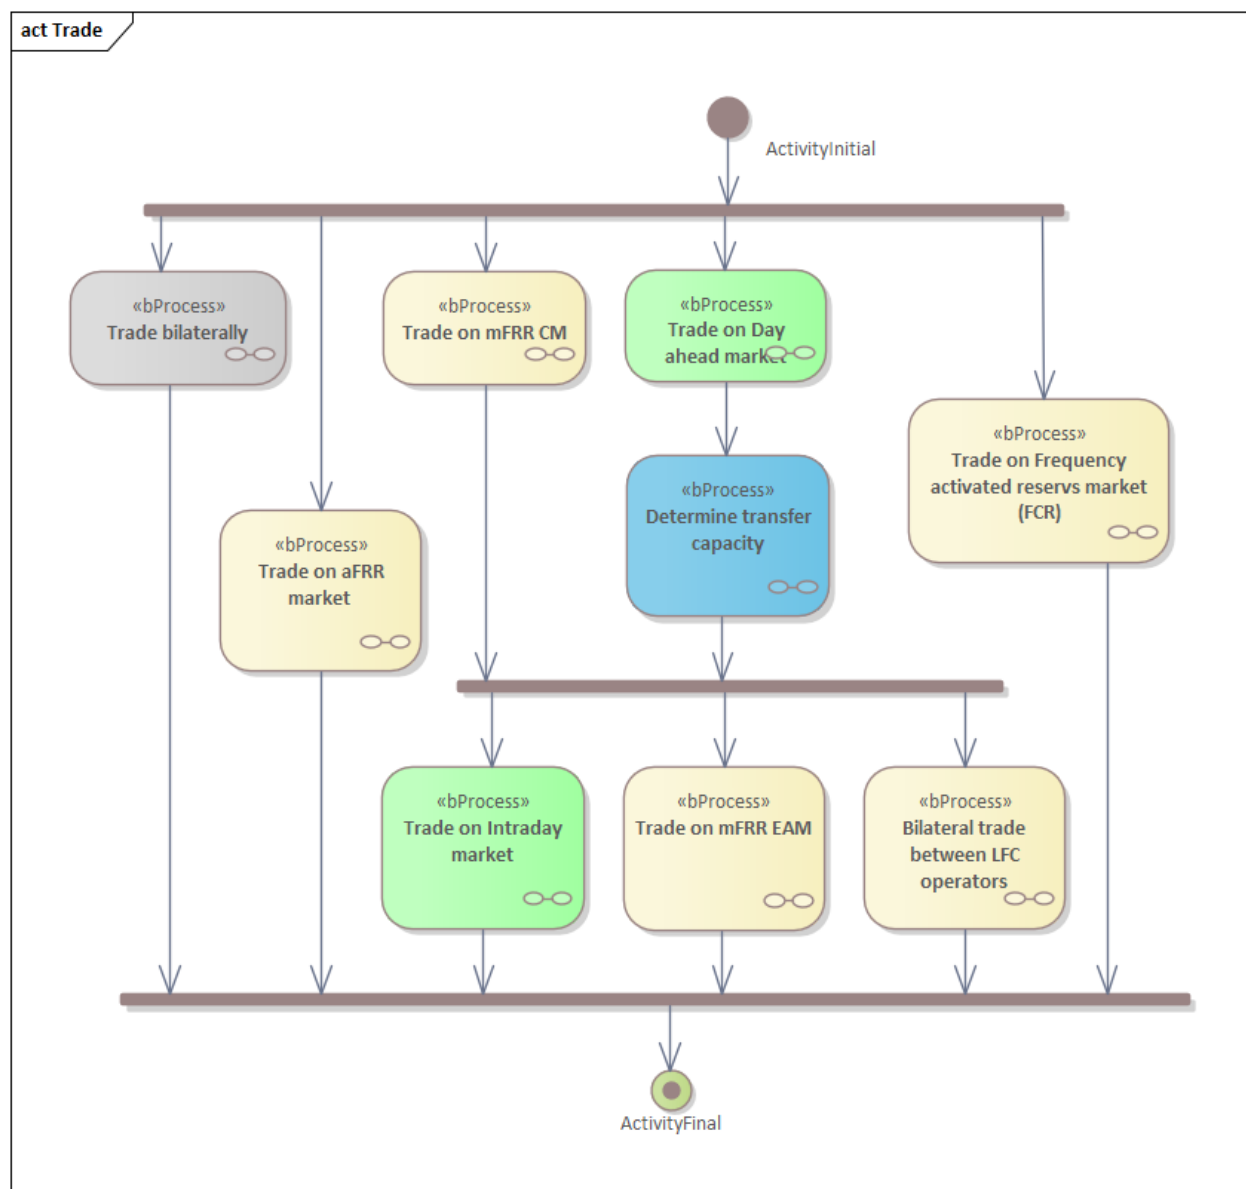 act Trade
ActivityInitial
«bProcess»
Trade bilaterally
«bProcess»
Trade on mFRR CM
«bProcess»
Trade on Day
ahead market
«bProcess»
Trade on Frequency
activated reservs market
(FCR)
«bProcess»
Determine transfer
capacity
«bProcess»
Trade on aFRR
market
«bProcess»
Trade on Intraday
market
«bProcess»
Trade on mFRR EAM
«bProcess»
Bilateral trade
between LFC
operators
ActivityFinal